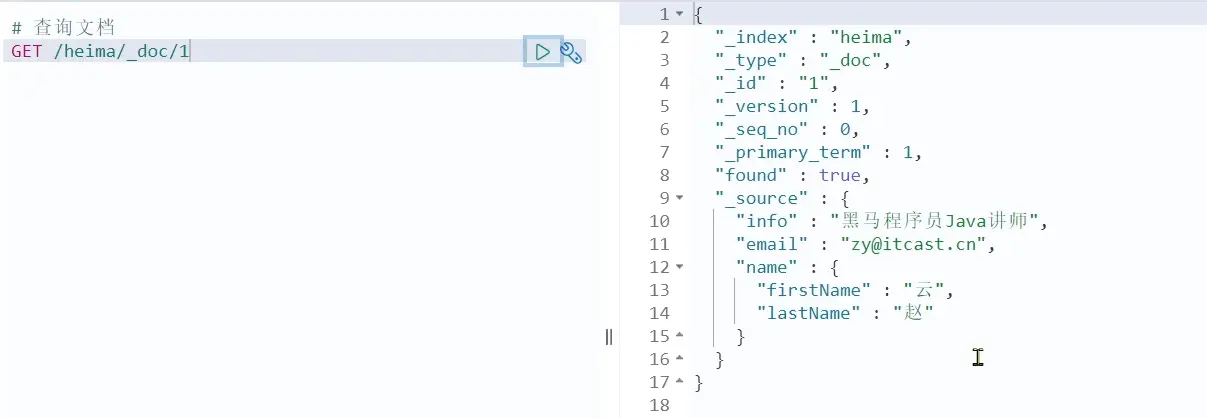 # 查询文档
GET /heima/_doc/1
1 {
2 "_index" : "heima",
3 "_type" : "_doc",
4 "_id" : "1",
5 "_version" : 1,
6 "_seq_no" : 0,
7 "_primary_term" : 1,
8 "found" : true,
9 "_source" : {
10 "info" : "黑马程序员Java讲师",
11 "email" : "zy@itcast.cn",
12 "name" : {
13 "firstName" : "云",
14 "lastName" : "赵"
15 }
16 }
17 }
18